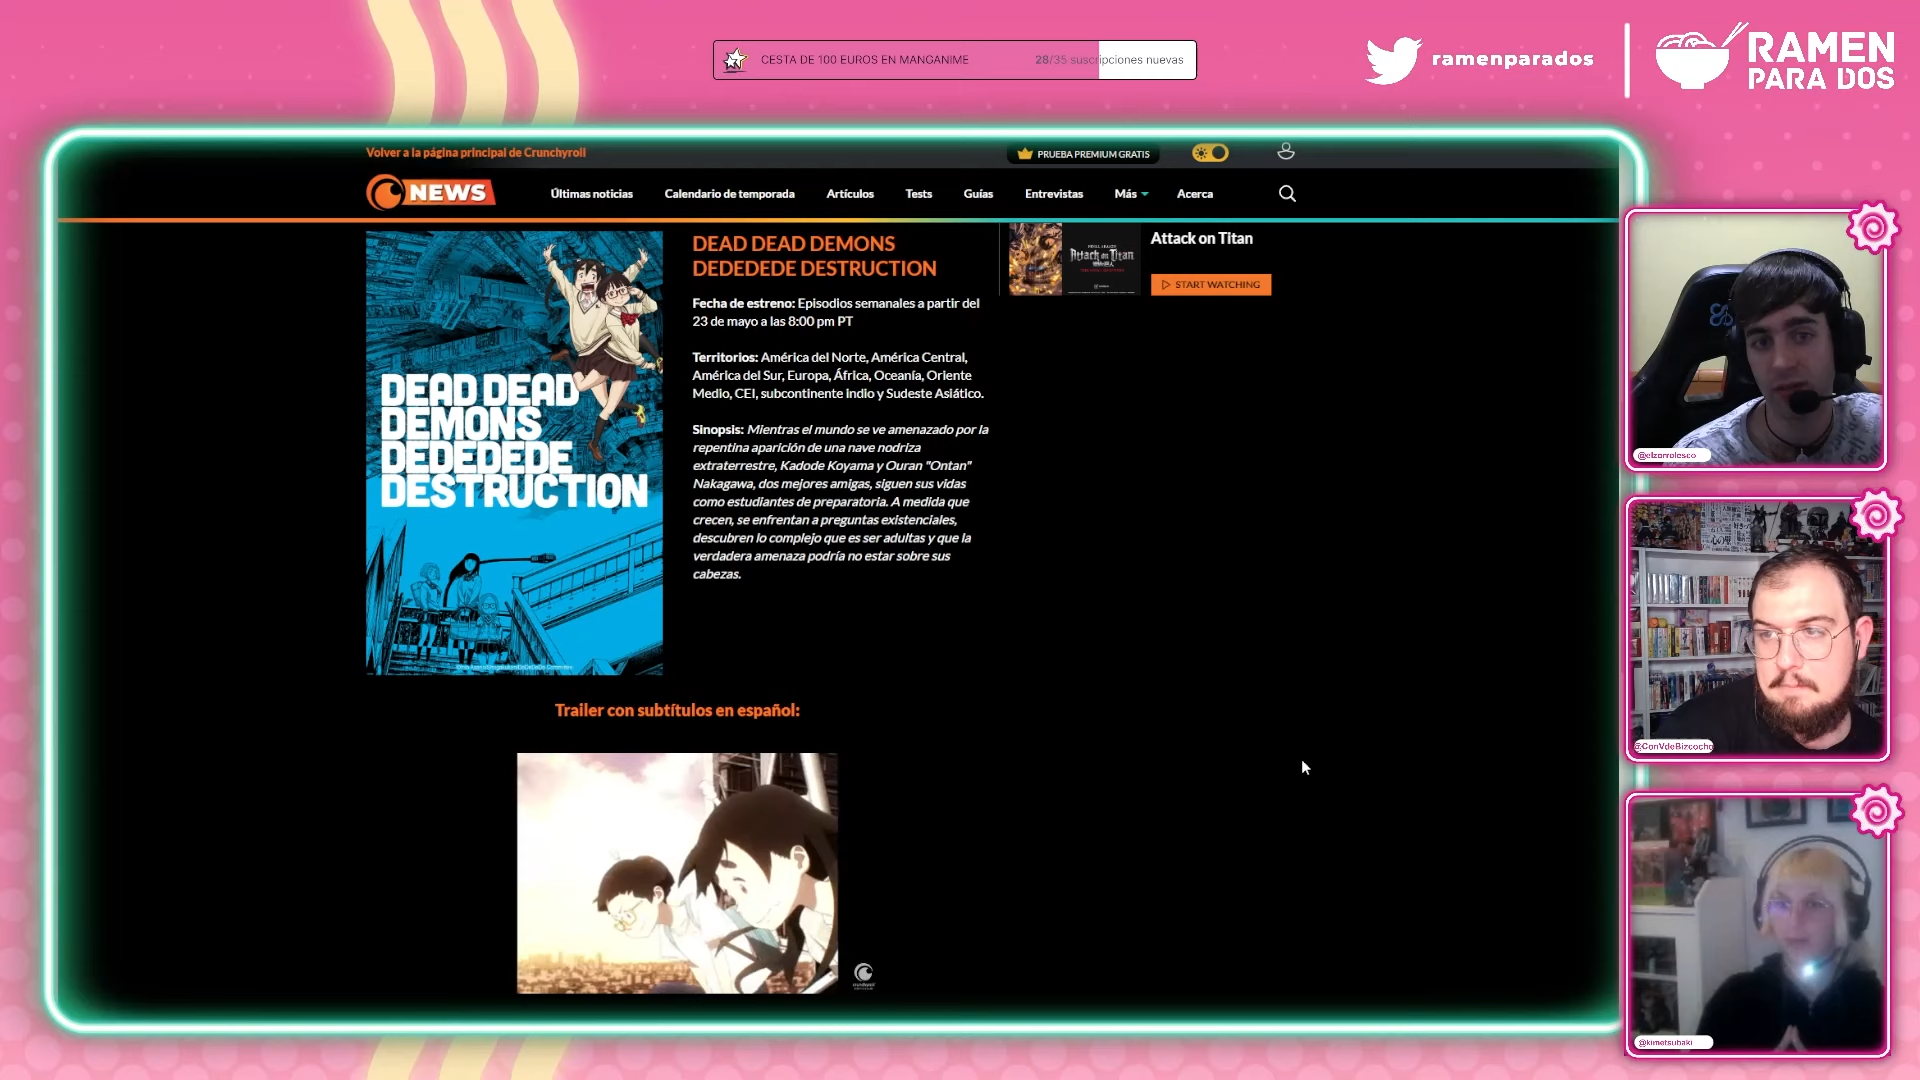 CESTA DE 100 EUROS EN MANGANIME
28/35 suscripciones nuevas
ramenparados
RAMEN
PARA DOS
Volver a la página principal de Crunchyroll
PRUEBA PREMIUM GRATIS
NEWS
Últimas noticias
Calendario de temporada
Artículos
Tests
Guías
Entrevistas
Más
Acerca
DEAD DEAD
DEMONS
DEDEDEDE
DESTRUCTION
DEAD DEAD DEMONS
DEDEDEDE DESTRUCTION
Fecha de estreno: Episodios semanales a partir del
23 de mayo a las 8:00 pm PT
Territorios: América del Norte, América Central,
América del Sur, Europa, África, Oceanía, Oriente
Medio, CEI, subcontinente indio y Sudeste Asiático.
Sinopsis: Mientras el mundo se ve amenazado por la
repentina aparición de una nave nodriza
extraterrestre, Kadode Koyama y Ouran "Ontan"
Nakagawa, dos mejores amigas, siguen sus vidas
como estudiantes de preparatoria. A medida que
crecen, se enfrentan a preguntas existenciales,
descubren lo complejo que es ser adultas y que la
verdadera amenaza podría no estar sobre sus
cabezas.
Attack on Titan
Attack on Titan
START WATCHING
Trailer con subtítulos en español:
@elzorrolesco
@ConVdeBizcocho
@kimetsubaki